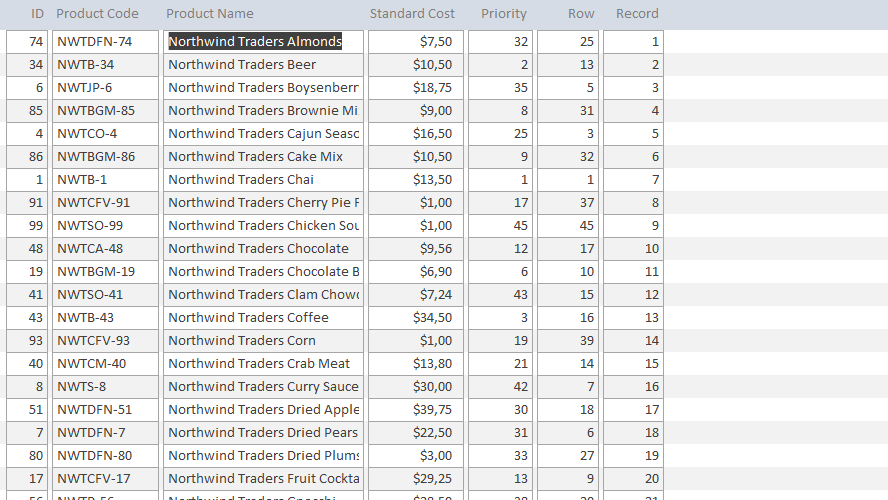 ID Product Code Product Name Standard Cost Priority Row Record
74 NWTDFN-74 Northwind Traders Almonds $7,50 32 25 1
34 NWTB-34 Northwind Traders Beer $10,50 2 13 2
6 NWTJP-6 Northwind Traders Boysenberr $18,75 35 5 3
85 NWTBGM-85 Northwind Traders Brownie Mi $9,00 8 31 4
4 NWTCO-4 Northwind Traders Cajun Seasc $16,50 25 3 5
86 NWTBGM-86 Northwind Traders Cake Mix $10,50 9 32 6
1 NWTB-1 Northwind Traders Chai $13,50 1 1 7
91 NWTCFV-91 Northwind Traders Cherry Pie F $1,00 17 37 8
99 NWTSO-99 Northwind Traders Chicken Sou $1,00 45 45 9
48 NWTCA-48 Northwind Traders Chocolate $9,56 12 17 10
19 NWTBGM-19 Northwind Traders Chocolate B $6,90 6 10 11
41 NWTSO-41 Northwind Traders Clam Chowc $7,24 43 15 12
43 NWTB-43 Northwind Traders Coffee $34,50 3 16 13
93 NWTCFV-93 Northwind Traders Corn $1,00 19 39 14
40 NWTCM-40 Northwind Traders Crab Meat $13,80 21 14 15
8 NWTS-8 Northwind Traders Curry Sauce $30,00 42 7 16
51 NWTDFN-51 Northwind Traders Dried Apple $39,75 30 18 17
7 NWTDFN-7 Northwind Traders Dried Pears $22,50 31 6 18
80 NWTDFN-80 Northwind Traders Dried Plums $3,00 33 27 19
17 NWTCFV-17 Northwind Traders Fruit Cockta $29,25 13 9 20